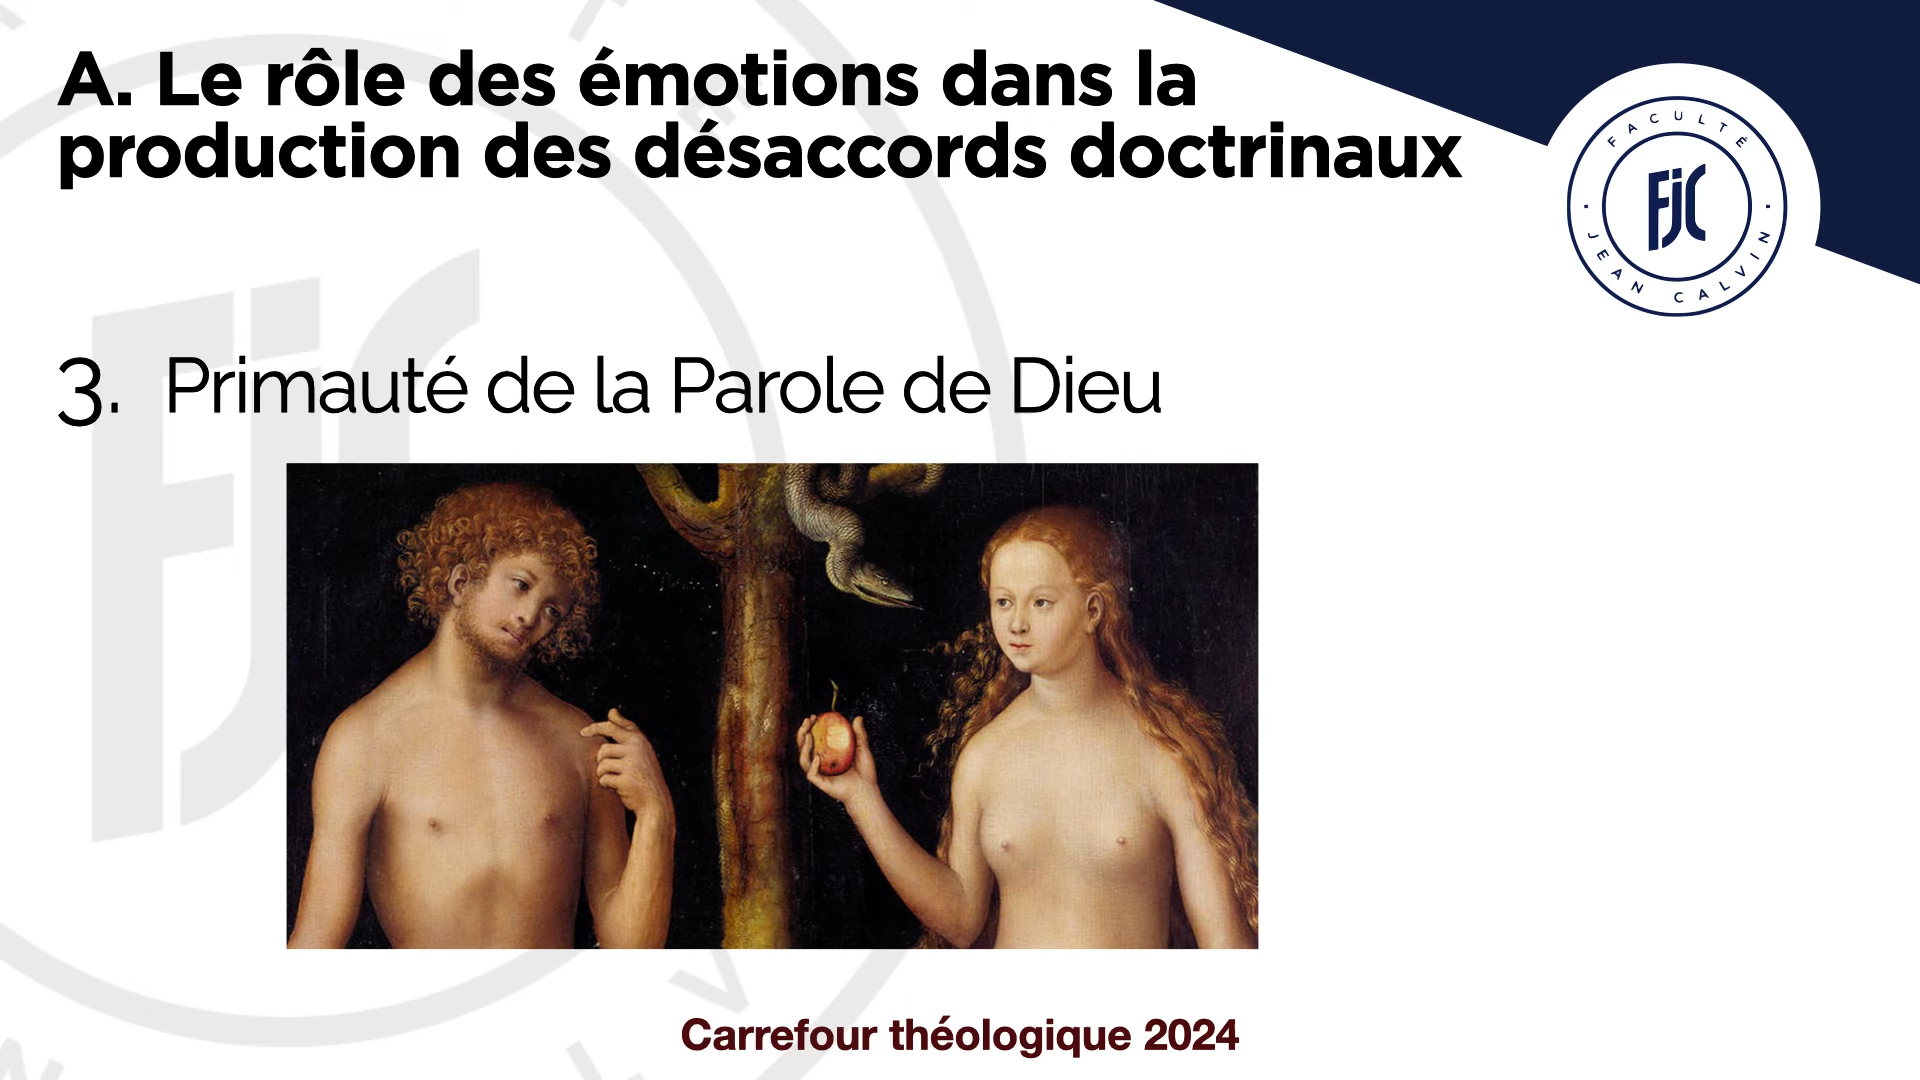 A. Le rôle des émotions dans la
production des désaccords doctrinaux
FACULTÉ
FJC
JEAN CALVIN
3. Primauté de la Parole de Dieu
Carrefour théologique 2024